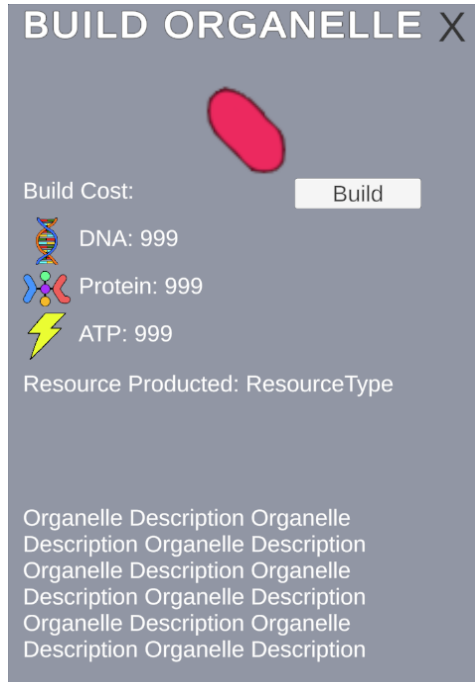 BUILD ORGANELLE X
Build Cost:
Build
DNA: 999
Protein: 999
ATP: 999
Resource Producted: ResourceType
Organelle Description Organelle
Description Organelle Description
Organelle Description Organelle
Description Organelle Description
Organelle Description Organelle
Description Organelle Description